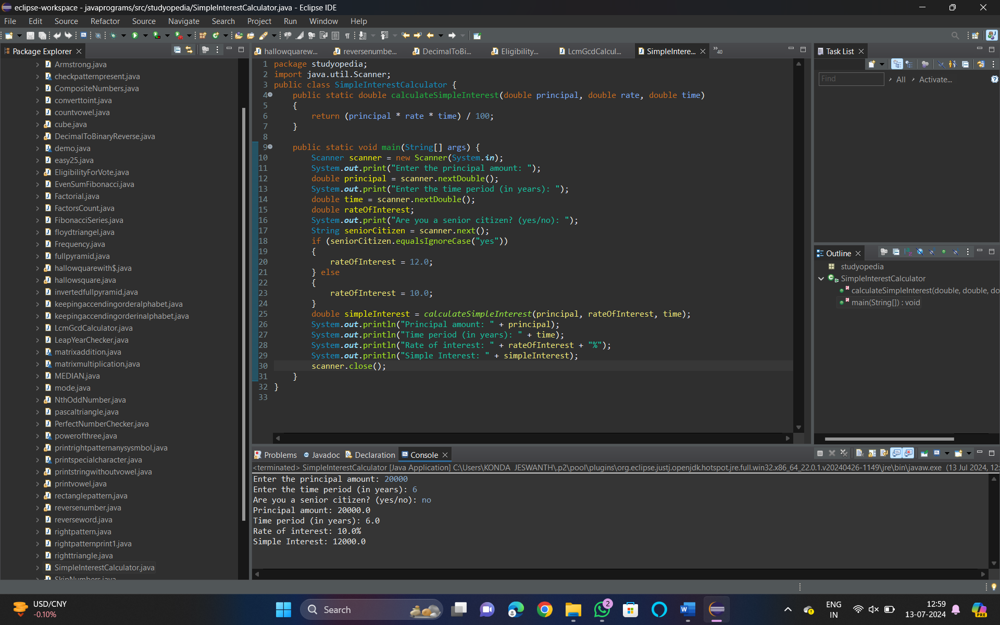 eclipse-workspace - javaprograms/src/studyopedia/SimpleInterestCalculator.java - Eclipse IDE
File Edit Source Refactor Source Navigate Search Project Run Window Help
Package Explorer
Armstrong.java
checkpatternpresent.java
CompositeNumbers.java
converttoint.java
countvowel.java
cube.java
DecimalToBinaryReverse.java
demo.java
easy25.java
EligibilityForVote.java
EvenSumFibonacci.java
Factorial.java
FactorsCount.java
FibonacciSeries.java
floydtriangel.java
Frequency.java
fullpyramid.java
hallowquarewith$.java
hallowsquare.java
invertedfullpyramid.java
keepingaccendingorderalphabet.java
keepingaccendingorderinalphabet.java
LcmGcdCalculator.java
LeapYearChecker.java
matrixaddition.java
matrixmultiplication.java
MEDIAN.java
mode.java
NthOddNumber.java
pascaltriangle.java
PerfectNumberChecker.java
powerofthree.java
printrightpatternanysysmbol.java
printspecialcharacter.java
printstringwithoutvowel.java
printvowel.java
rectanglepattern.java
reversenumber.java
reverseword.java
rightpattern.java
rightpatternprint1.java
righttriangle.java
SimpleInterestCalculator.java
SkipNumbers.java
hallowquarew... reversenumbe... DecimalToBi... Eligibility... LcmGcdCalcul... SimpleIntere... »40
1 package studyopedia;
2 import java.util.Scanner;
3 public class SimpleInterestCalculator {
4     public static double calculateSimpleInterest(double principal, double rate, double time)
5     {
6         return (principal * rate * time) / 100;
7     }
8
9     public static void main(String[] args) {
10         Scanner scanner = new Scanner(System.in);
11         System.out.print("Enter the principal amount: ");
12         double principal = scanner.nextDouble();
13         System.out.print("Enter the time period (in years): ");
14         double time = scanner.nextDouble();
15         double rateOfInterest;
16         System.out.print("Are you a senior citizen? (yes/no): ");
17         String seniorCitizen = scanner.next();
18         if (seniorCitizen.equalsIgnoreCase("yes"))
19         {
20             rateOfInterest = 12.0;
21         } else
22         {
23             rateOfInterest = 10.0;
24         }
25         double simpleInterest = calculateSimpleInterest(principal, rateOfInterest, time);
26         System.out.println("Principal amount: " + principal);
27         System.out.println("Time period (in years): " + time);
28         System.out.println("Rate of interest: " + rateOfInterest + "%");
29         System.out.println("Simple Interest: " + simpleInterest);
30         scanner.close();
31     }
32 }
33
Task List
Find All Activate...
Outline
studyopedia
SimpleInterestCalculator
calculateSimpleInterest(double, double, do
main(String[]) : void
Problems @ Javadoc Declaration Console
<terminated> SimpleInterestCalculator [Java Application] C:\Users\KONDA JESWANTH\.p2\pool\plugins\org.eclipse.justj.openjdk.hotspot.jre.full.win32.x86_64_22.0.1.v20240426-1149\jre\bin\javaw.exe (13 Jul 2024, 12:
Enter the principal amount: 20000
Enter the time period (in years): 6
Are you a senior citizen? (yes/no): no
Principal amount: 20000.0
Time period (in years): 6.0
Rate of interest: 10.0%
Simple Interest: 12000.0
USD/CNY
-0.10%
Search
2
ENG
IN
12:59
13-07-2024
PRE